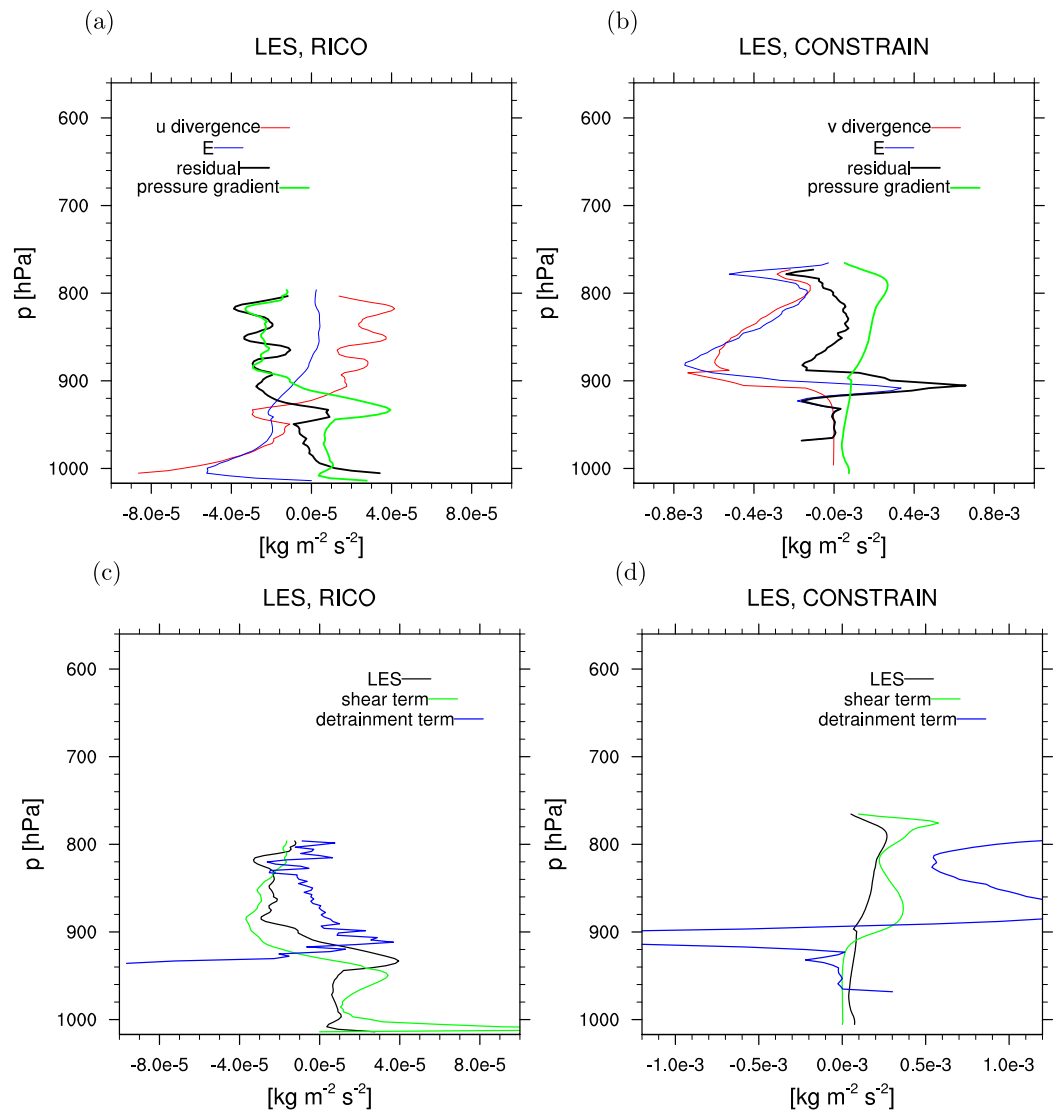 (a)
LES, RICO
600
700
800
900
1000
p [hPa]
u divergence
E
residual
pressure gradient
-8.0e-5 -4.0e-5 0.0e-5 4.0e-5 8.0e-5
[kg m⁻² s⁻²]
(b)
LES, CONSTRAIN
600
700
800
900
1000
p [hPa]
v divergence
E
residual
pressure gradient
-0.8e-3 -0.4e-3 -0.0e-3 0.4e-3 0.8e-3
[kg m⁻² s⁻²]
(c)
LES, RICO
600
700
800
900
1000
p [hPa]
LES
shear term
detrainment term
-8.0e-5 -4.0e-5 0.0e-5 4.0e-5 8.0e-5
[kg m⁻² s⁻²]
(d)
LES, CONSTRAIN
600
700
800
900
1000
p [hPa]
LES
shear term
detrainment term
-1.0e-3 -0.5e-3 0.0e-3 0.5e-3 1.0e-3
[kg m⁻² s⁻²]